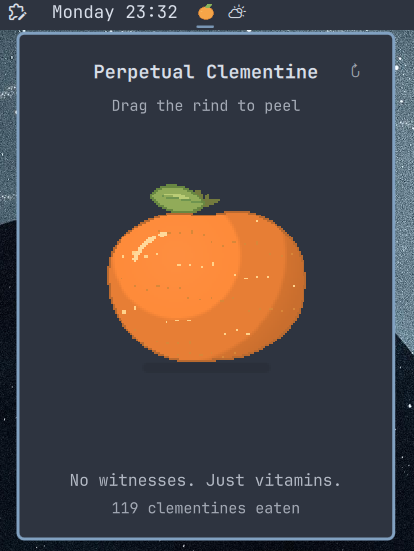 Monday 23:32
Perpetual Clementine
Drag the rind to peel
No witnesses. Just vitamins.
119 clementines eaten